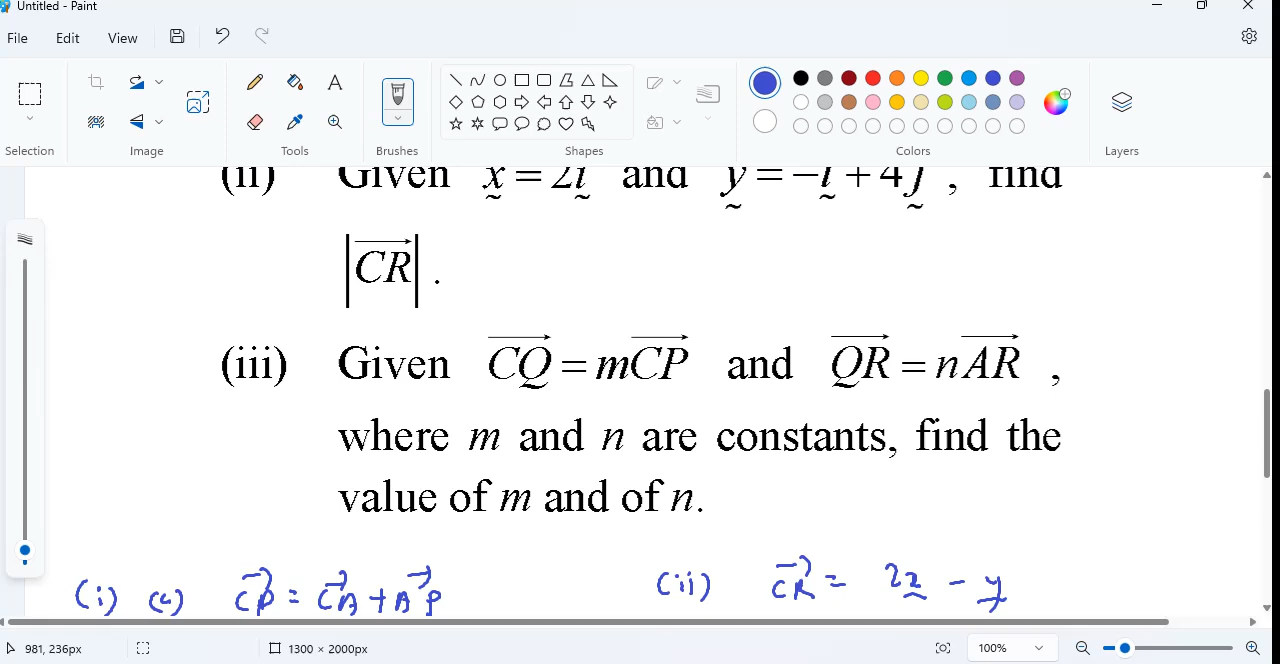 Untitled - Paint
File Edit View
Selection Image Tools Brushes Shapes Colors Layers
(ii) Given x = 2i and y = −i + 4j , find
|CR| .
(iii) Given CQ = mCP and QR = nAR ,
where m and n are constants, find the
value of m and of n.
(i) (a) CP = CA + AP
(ii) CR = 2x − y
981, 236px 1300 × 2000px 100%